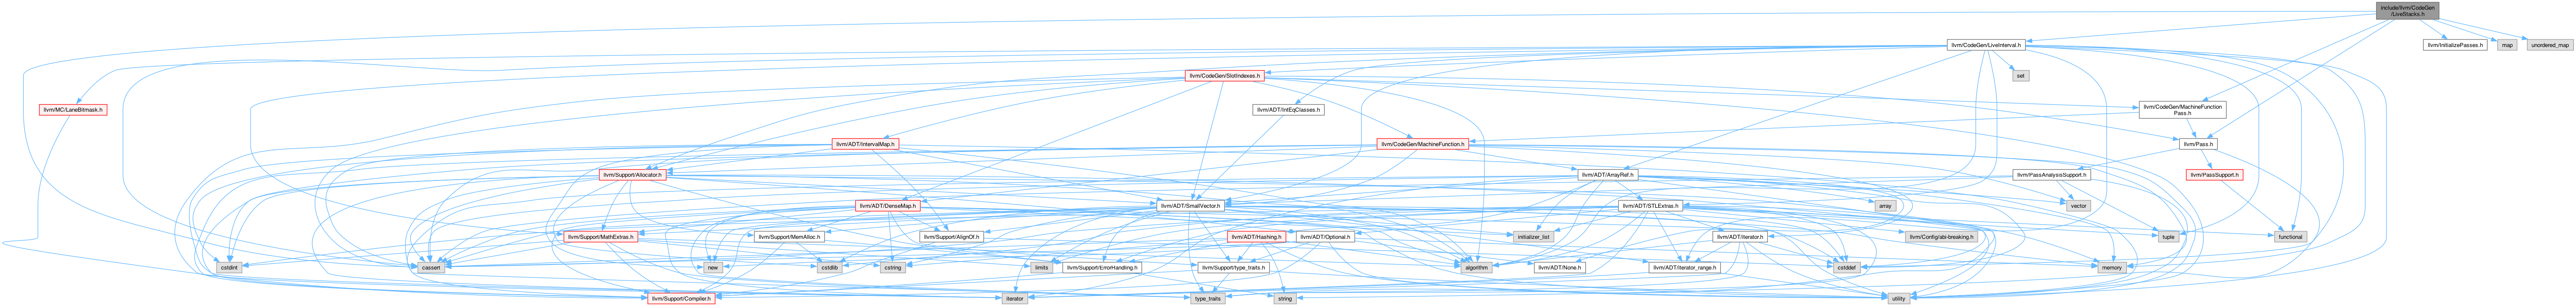 include/llvm/CodeGen
/LiveStacks.h
llvm/CodeGen/LiveInterval.h
llvm/InitializePasses.h
map
unordered_map
llvm/CodeGen/SlotIndexes.h
set
llvm/MC/LaneBitmask.h
llvm/ADT/IntEqClasses.h
llvm/CodeGen/MachineFunction
Pass.h
llvm/ADT/IntervalMap.h
llvm/CodeGen/MachineFunction.h
llvm/Pass.h
llvm/Support/Allocator.h
llvm/ADT/ArrayRef.h
llvm/PassAnalysisSupport.h
llvm/PassSupport.h
llvm/ADT/DenseMap.h
llvm/ADT/SmallVector.h
llvm/ADT/STLExtras.h
array
vector
llvm/Support/MathExtras.h
llvm/Support/MemAlloc.h
llvm/Support/AlignOf.h
llvm/ADT/Hashing.h
llvm/ADT/Optional.h
initializer_list
llvm/ADT/iterator.h
llvm/Config/abi-breaking.h
tuple
functional
cstdint
cassert
new
cstdlib
cstring
limits
llvm/Support/ErrorHandling.h
llvm/Support/type_traits.h
algorithm
llvm/ADT/None.h
llvm/ADT/iterator_range.h
cstddef
memory
llvm/Support/Compiler.h
iterator
type_traits
string
utility